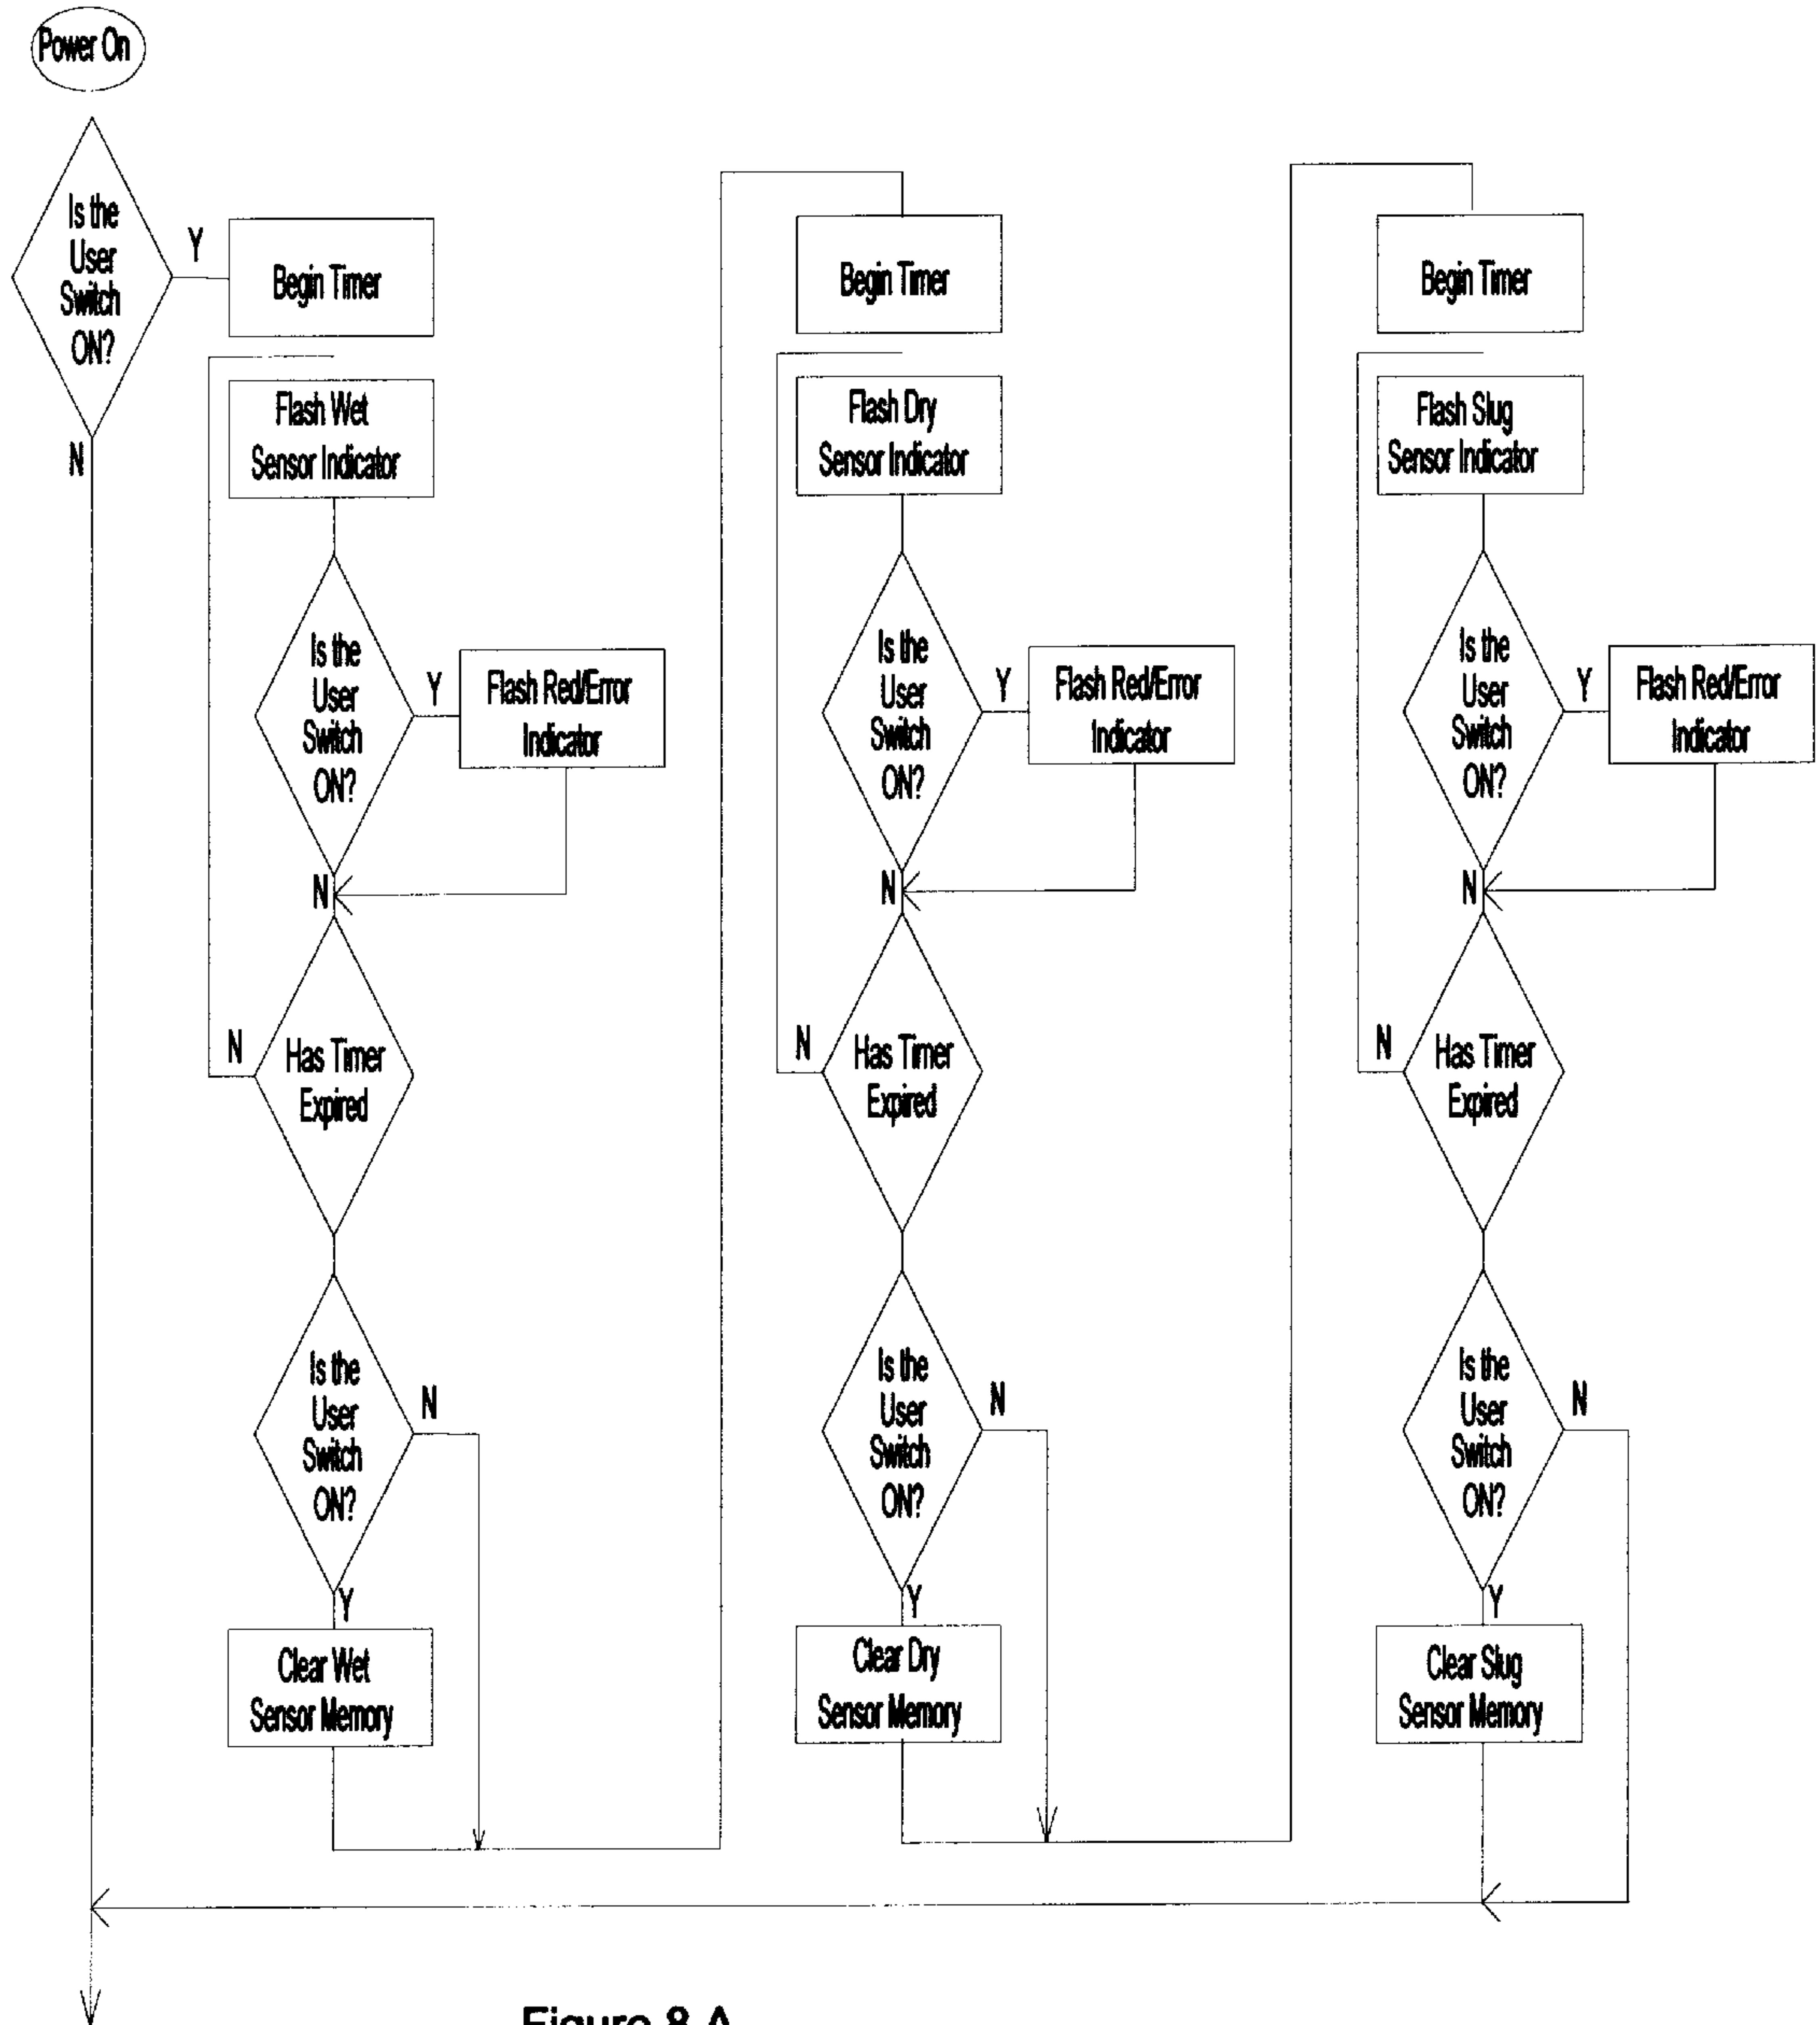 Power On
Is the
User
Switch
ON?
Y
N
Begin Timer
Flash Wet
Sensor Indicator
Is the
User
Switch
ON?
Y
Flash Red/Error
Indicator
N
Has Timer
Expired
N
Is the
User
Switch
ON?
N
Y
Clear Wet
Sensor Memory
Begin Timer
Flash Dry
Sensor Indicator
Is the
User
Switch
ON?
Y
Flash Red/Error
Indicator
N
Has Timer
Expired
N
Is the
User
Switch
ON?
N
Y
Clear Dry
Sensor Memory
Begin Timer
Flash Slug
Sensor Indicator
Is the
User
Switch
ON?
Y
Flash Red/Error
Indicator
N
Has Timer
Expired
N
Is the
User
Switch
ON?
N
Y
Clear Slug
Sensor Memory
Figure 8 A